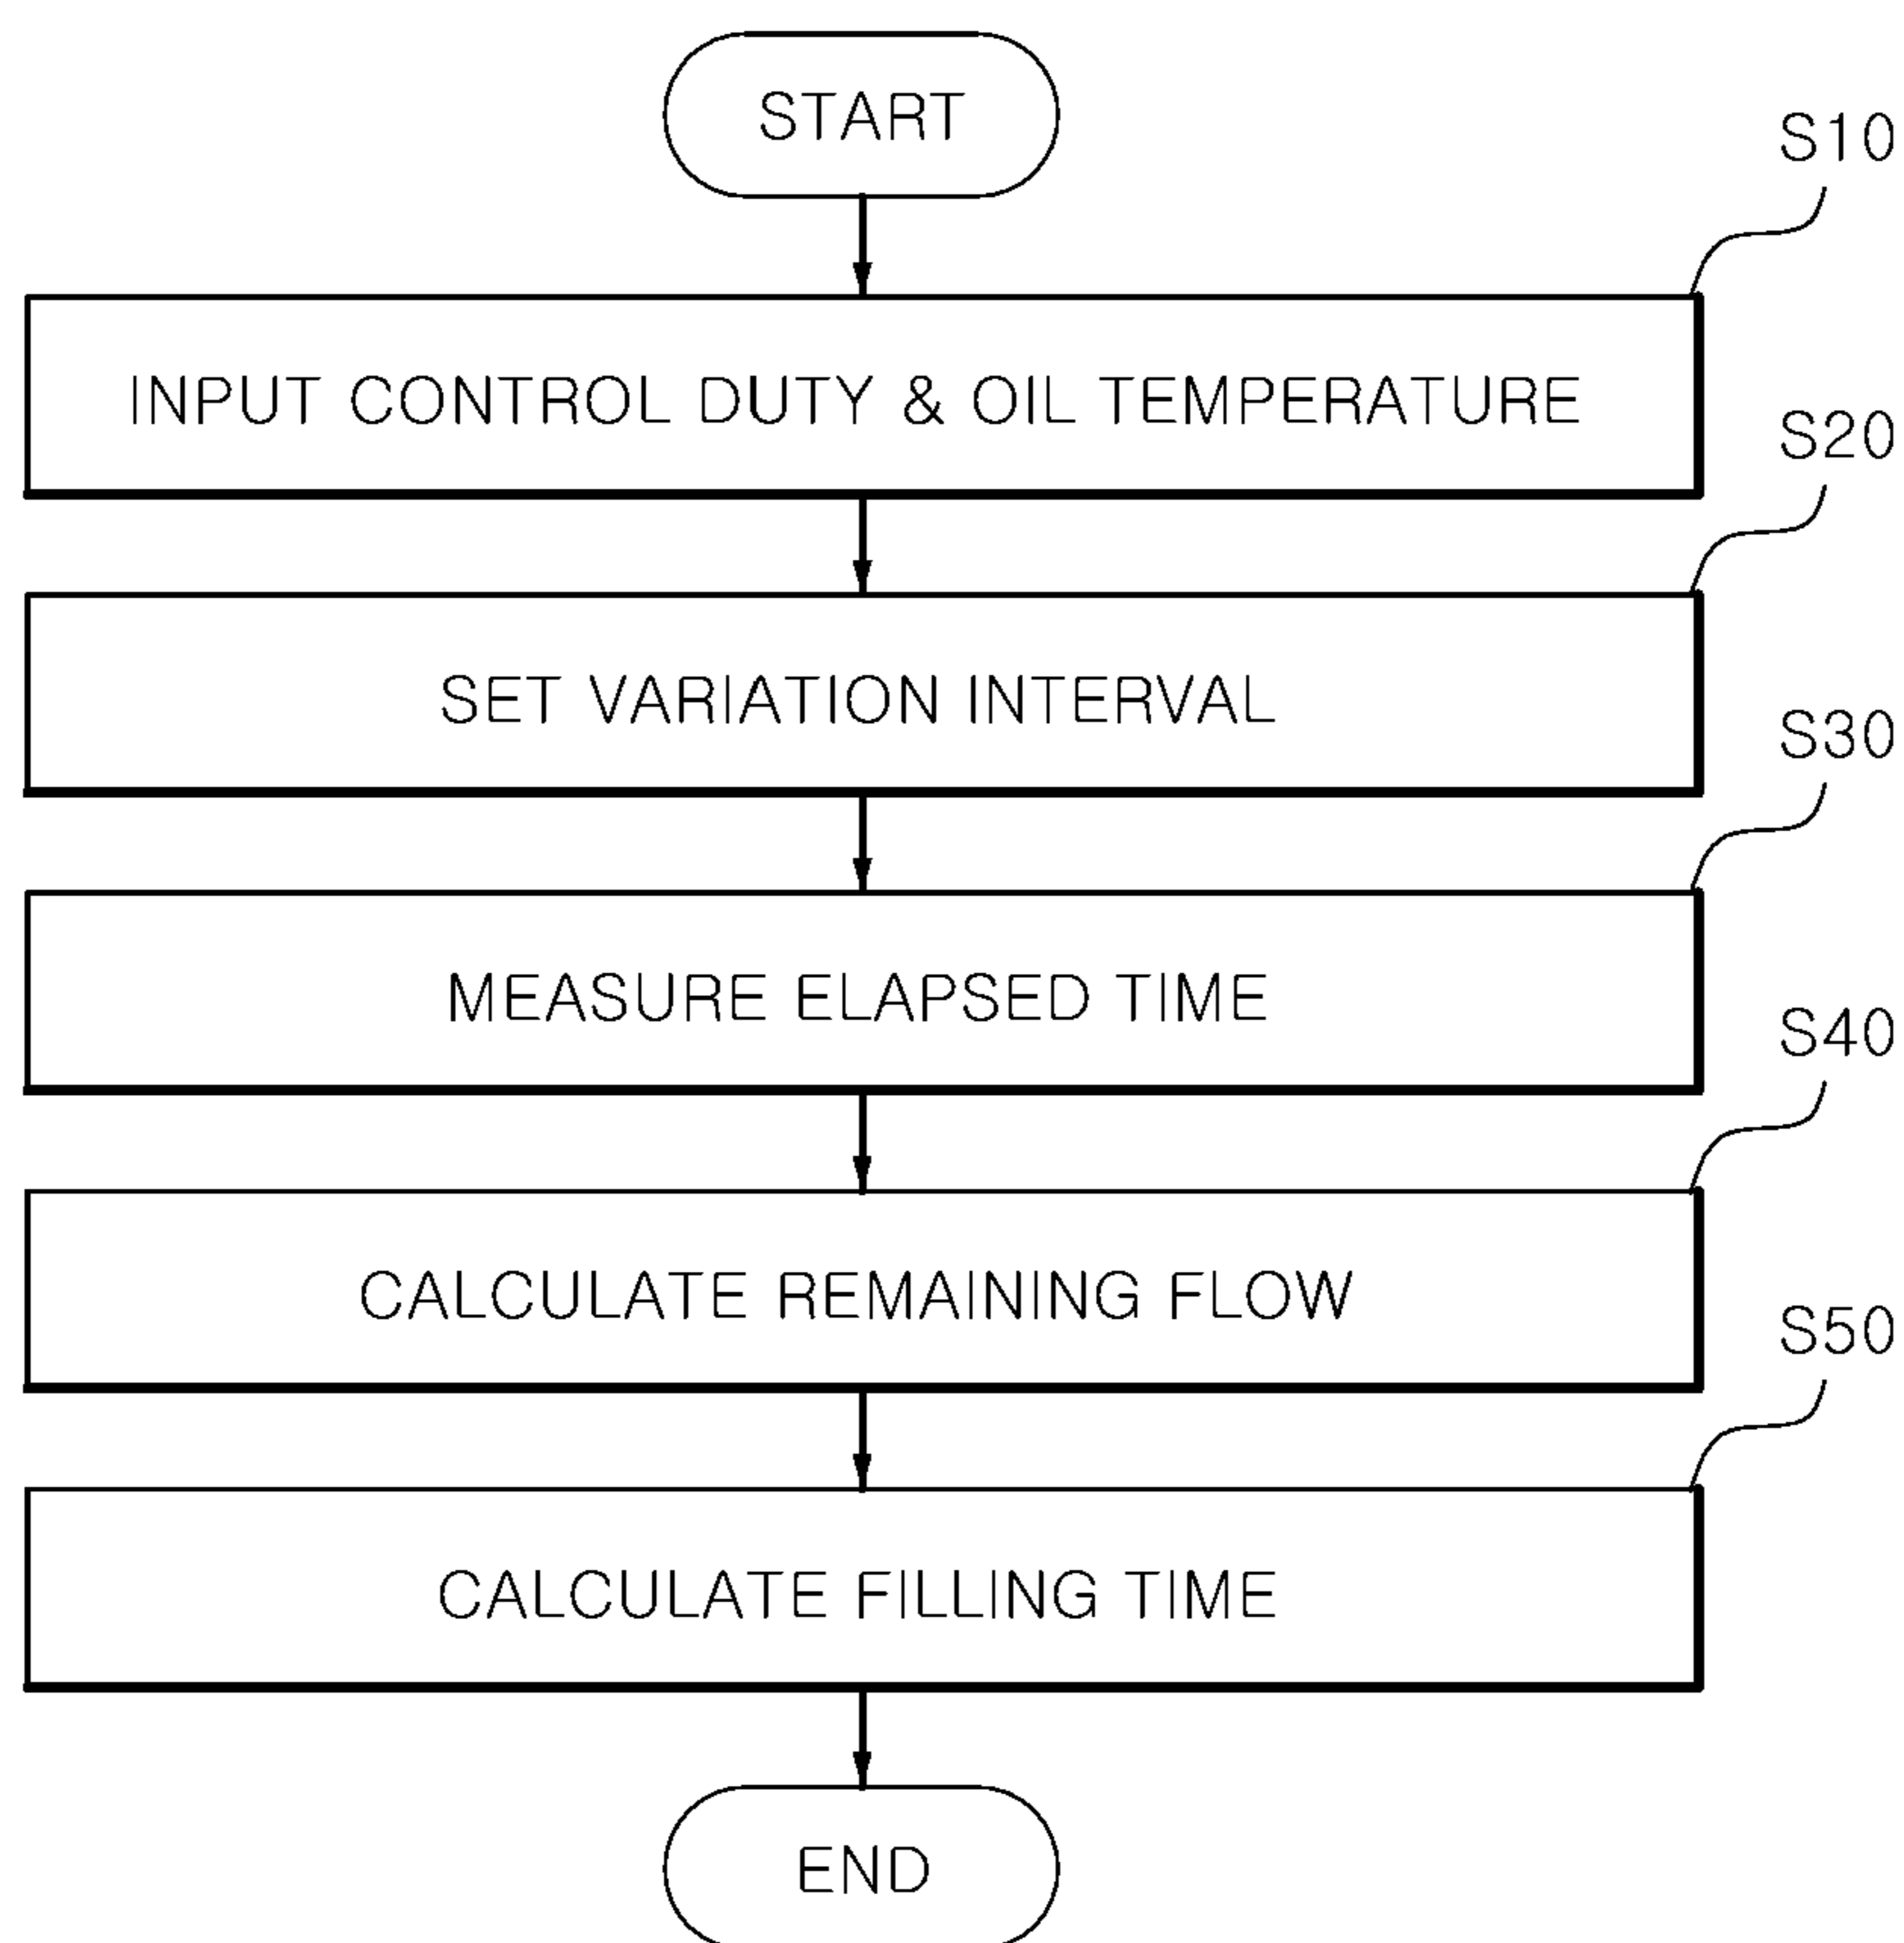 START
S10
INPUT CONTROL DUTY & OIL TEMPERATURE
S20
SET VARIATION INTERVAL
S30
MEASURE ELAPSED TIME
S40
CALCULATE REMAINING FLOW
S50
CALCULATE FILLING TIME
END